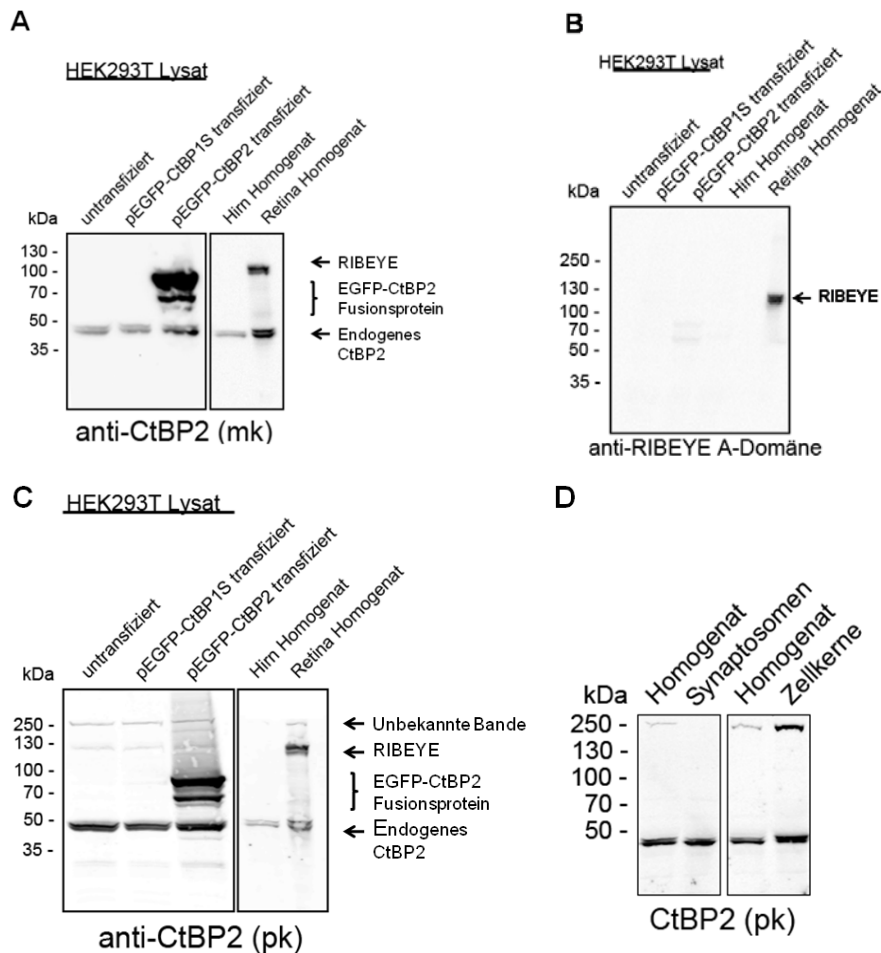 A
HEK293T Lysat
untransfiziert
pEGFP-CtBP1S transfiziert
pEGFP-CtBP2 transfiziert
Hirn Homogenat
Retina Homogenat
kDa
130 -
100 -
70 -
50 -
35 -
RIBEYE
EGFP-CtBP2
Fusionsprotein
Endogenes
CtBP2
anti-CtBP2 (mk)
B
HEK293T Lysat
untransfiziert
pEGFP-CtBP1S transfiziert
pEGFP-CtBP2 transfiziert
Hirn Homogenat
Retina Homogenat
kDa
250 -
130 -
100 -
70 -
50 -
35 -
RIBEYE
anti-RIBEYE A-Domäne
C
HEK293T Lysat
untransfiziert
pEGFP-CtBP1S transfiziert
pEGFP-CtBP2 transfiziert
Hirn Homogenat
Retina Homogenat
kDa
250 -
130 -
100 -
70 -
50 -
35 -
Unbekannte Bande
RIBEYE
EGFP-CtBP2
Fusionsprotein
Endogenes
CtBP2
anti-CtBP2 (pk)
D
Homogenat
Synaptosomen
Homogenat
Zellkerne
kDa
250 -
130 -
100 -
70 -
50 -
CtBP2 (pk)